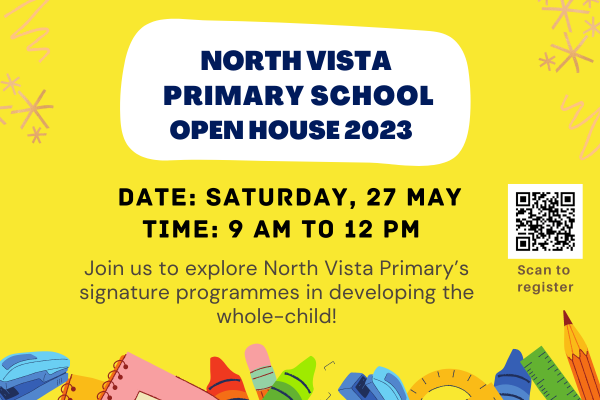 NORTH VISTA
PRIMARY SCHOOL
OPEN HOUSE 2023
DATE: SATURDAY, 27 MAY
TIME: 9 AM TO 12 PM
Join us to explore North Vista Primary's
signature programmes in developing the
whole-child!
Scan to
register